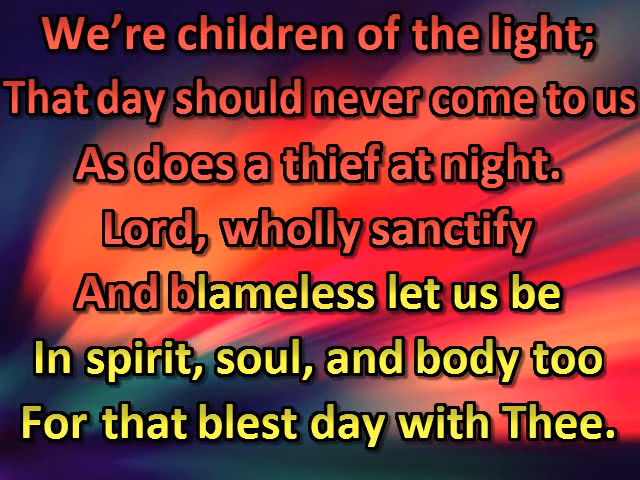 We’re children of the light;
That day should never come to us
As does a thief at night.
Lord, wholly sanctify
And blameless let us be
In spirit, soul, and body too
For that blest day with Thee.